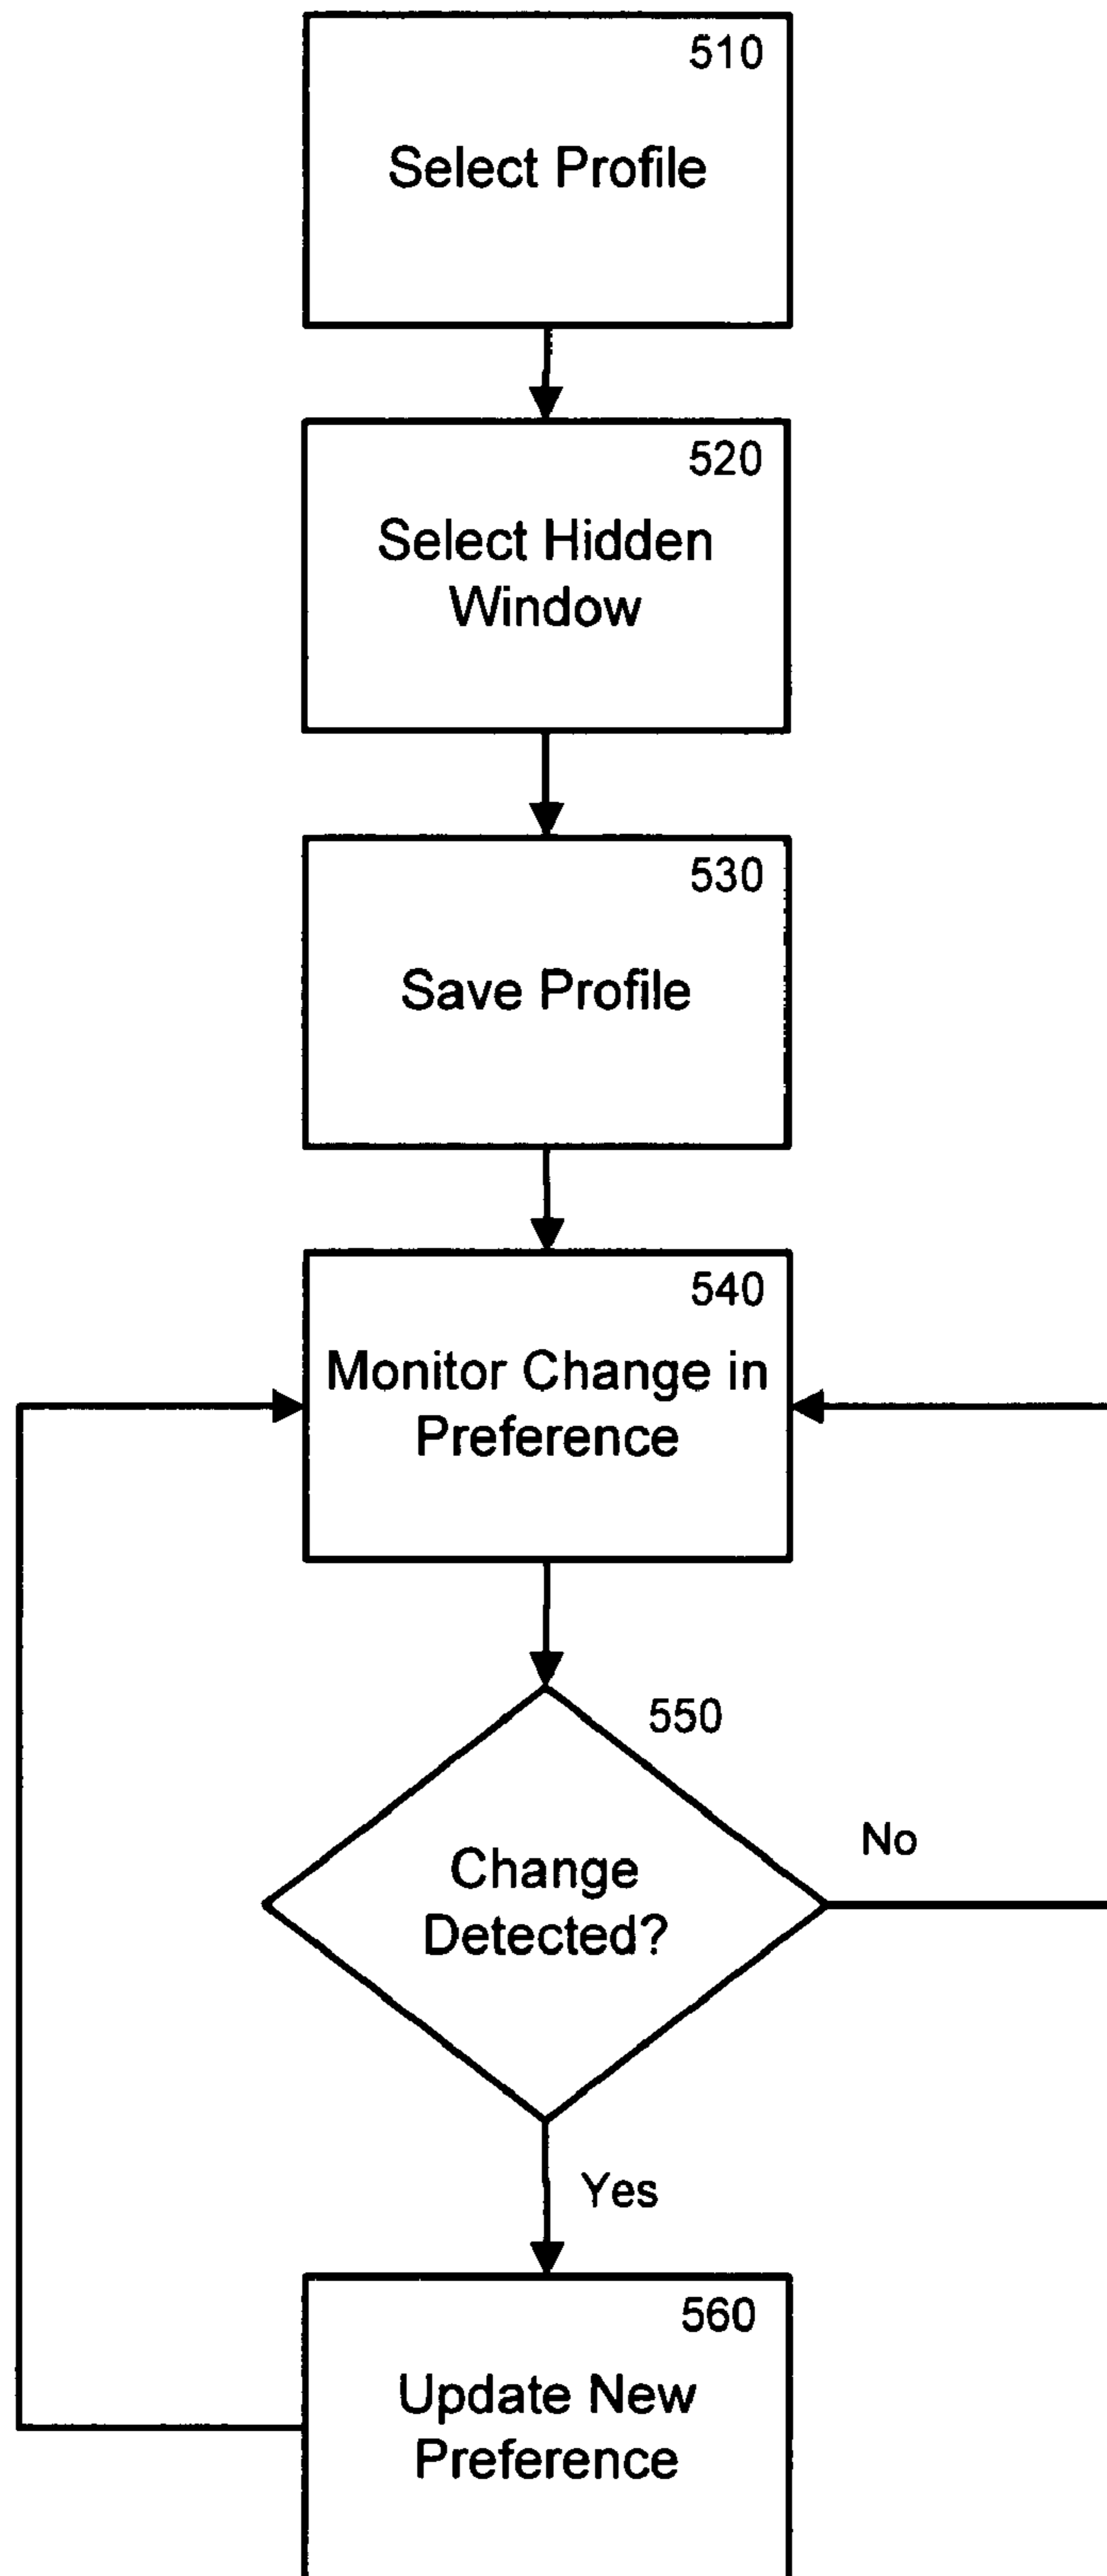 510
Select Profile
520
Select Hidden
Window
530
Save Profile
540
Monitor Change in
Preference
550
Change
Detected?
No
Yes
560
Update New
Preference